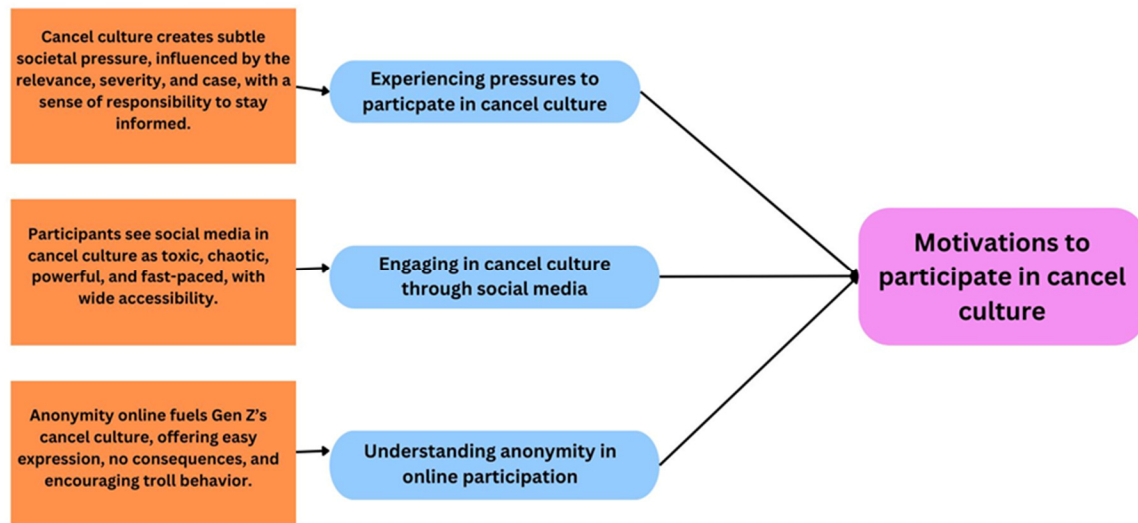 Cancel culture creates subtle
societal pressure, influenced by the
relevance, severity, and case, with a
sense of responsibility to stay
informed.
Experiencing pressures to
particpate in cancel culture
Participants see social media in
cancel culture as toxic, chaotic,
powerful, and fast-paced, with
wide accessibility.
Engaging in cancel culture
through social media
Anonymity online fuels Gen Z's
cancel culture, offering easy
expression, no consequences, and
encouraging troll behavior.
Understanding anonymity in
online participation
Motivations to
participate in cancel
culture